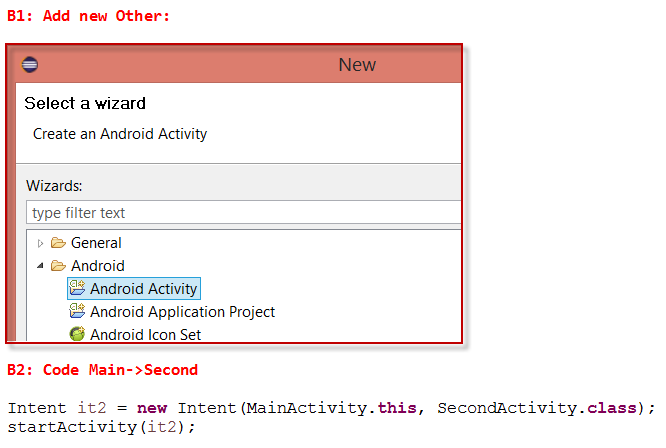 B1: Add new Other:
New
Select a wizard
Create an Android Activity
Wizards:
type filter text
General
Android
Android Activity
Android Application Project
Android Icon Set
B2: Code Main->Second
Intent it2 = new Intent(MainActivity.this, SecondActivity.class);
startActivity(it2);